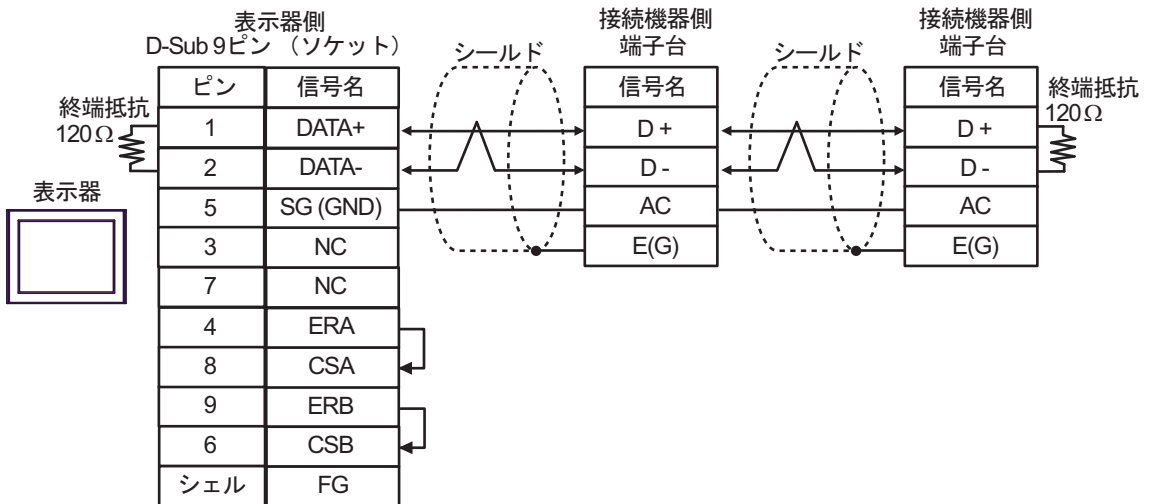 表示器側
D-Sub 9ピン （ソケット）
接続機器側
端子台
接続機器側
端子台
シールド
シールド
終端抵抗
120Ω
終端抵抗
120Ω
表示器
ピン 信号名
1 DATA+
2 DATA-
5 SG (GND)
3 NC
7 NC
4 ERA
8 CSA
9 ERB
6 CSB
シェル FG
信号名
D +
D -
AC
E(G)
信号名
D +
D -
AC
E(G)